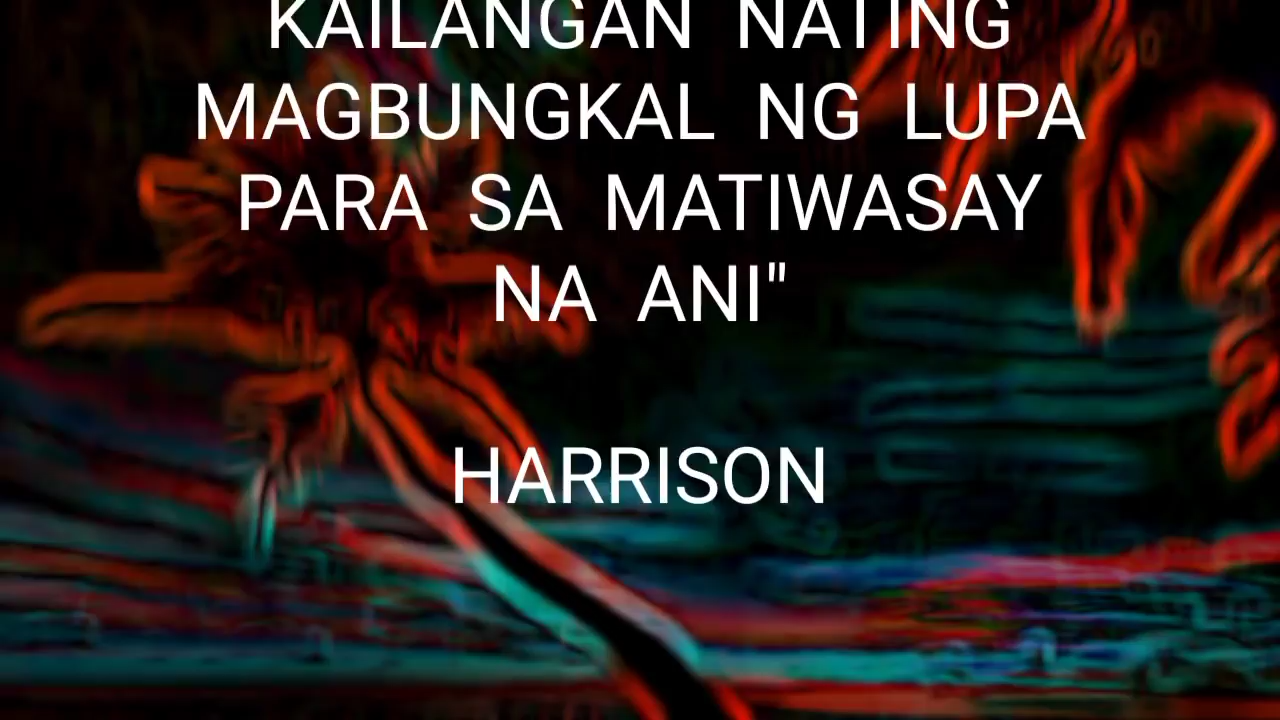 KAILANGAN NATING
MAGBUNGKAL NG LUPA
PARA SA MATIWASAY
NA ANI"
HARRISON